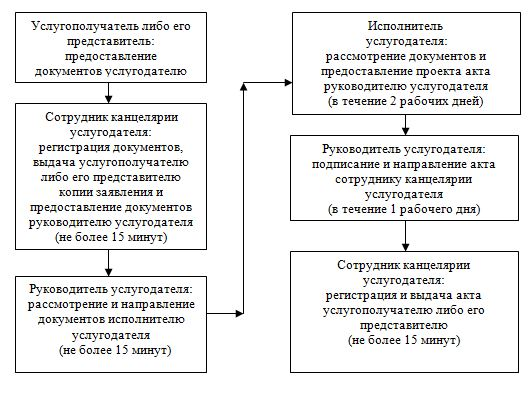 Услугополучатель либо его
представитель:
предоставление
документов услугодателю
Сотрудник канцелярии
услугодателя:
регистрация документов,
выдача услугополучателю
либо его представителю
копии заявления и
предоставление документов
руководителю услугодателя
(не более 15 минут)
Руководитель услугодателя:
рассмотрение и направление
документов исполнителю
услугодателя
(не более 15 минут)
Исполнитель
услугодателя:
рассмотрение документов и
предоставление проекта акта
руководителю услугодателя
(в течение 2 рабочих дней)
Руководитель услугодателя:
подписание и направление акта
сотруднику канцелярии
услугодателя
(в течение 1 рабочего дня)
Сотрудник канцелярии
услугодателя:
регистрация и выдача акта
услугополучателю либо его
представителю
(не более 15 минут)